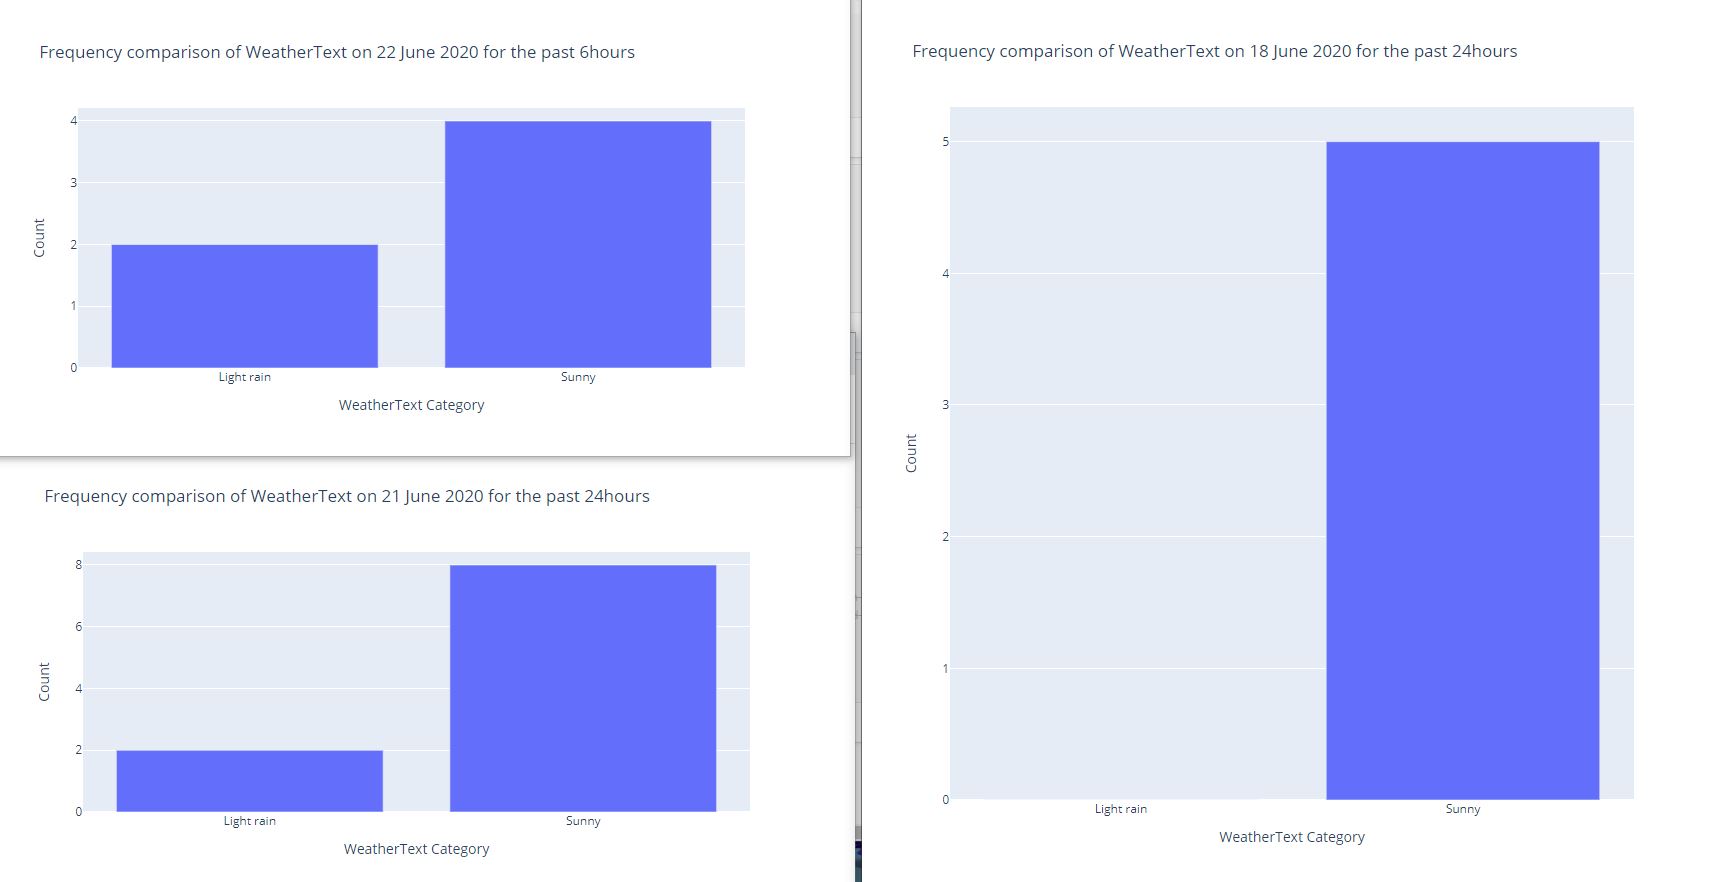 Frequency comparison of WeatherText on 22 June 2020 for the past 6hours
4
3
2
1
0
Count
Light rain
Sunny
WeatherText Category
Frequency comparison of WeatherText on 21 June 2020 for the past 24hours
8
6
4
2
0
Count
Light rain
Sunny
WeatherText Category
Frequency comparison of WeatherText on 18 June 2020 for the past 24hours
5
4
3
2
1
0
Count
Light rain
Sunny
WeatherText Category